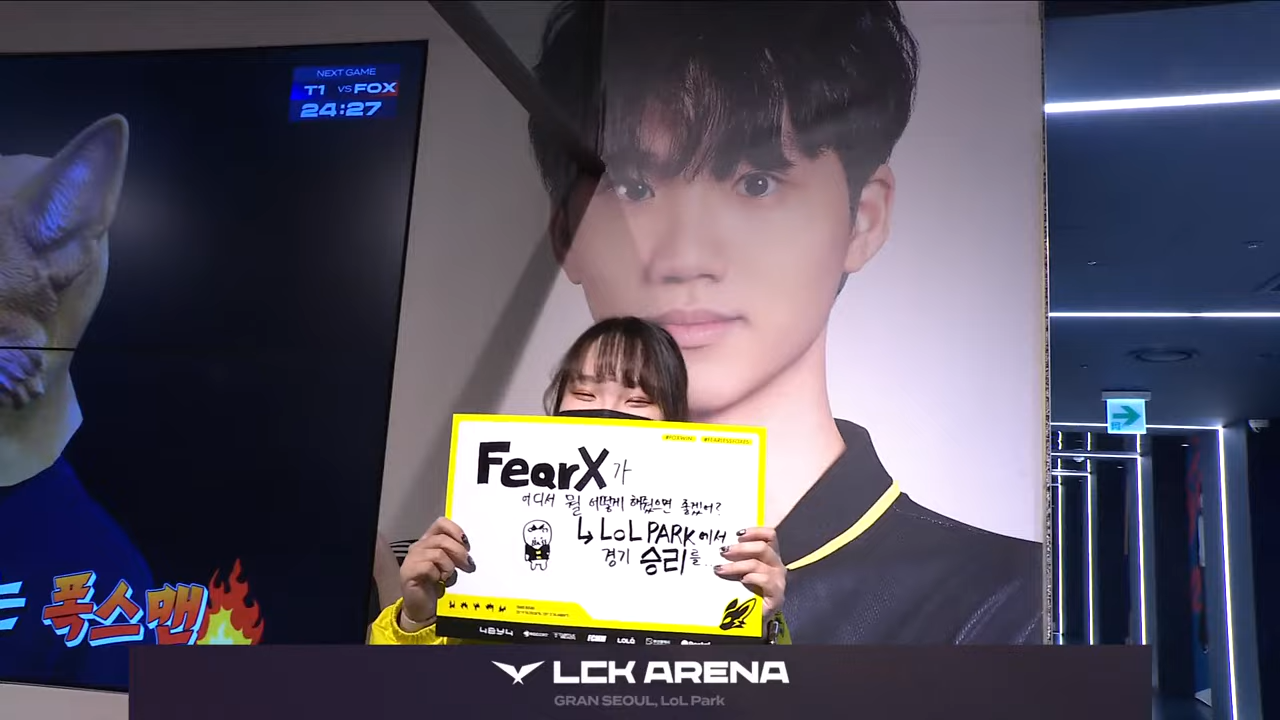 NEXT GAME
T1 VS FOX
24:27
폭스맨
#FOXWIN
FearX가
어디서 뭘 어떻게 해줬으면 좋겠어?
↳ LoL PARK에서
경기 승리를..
LCK ARENA
GRAN SEOUL, LoL Park